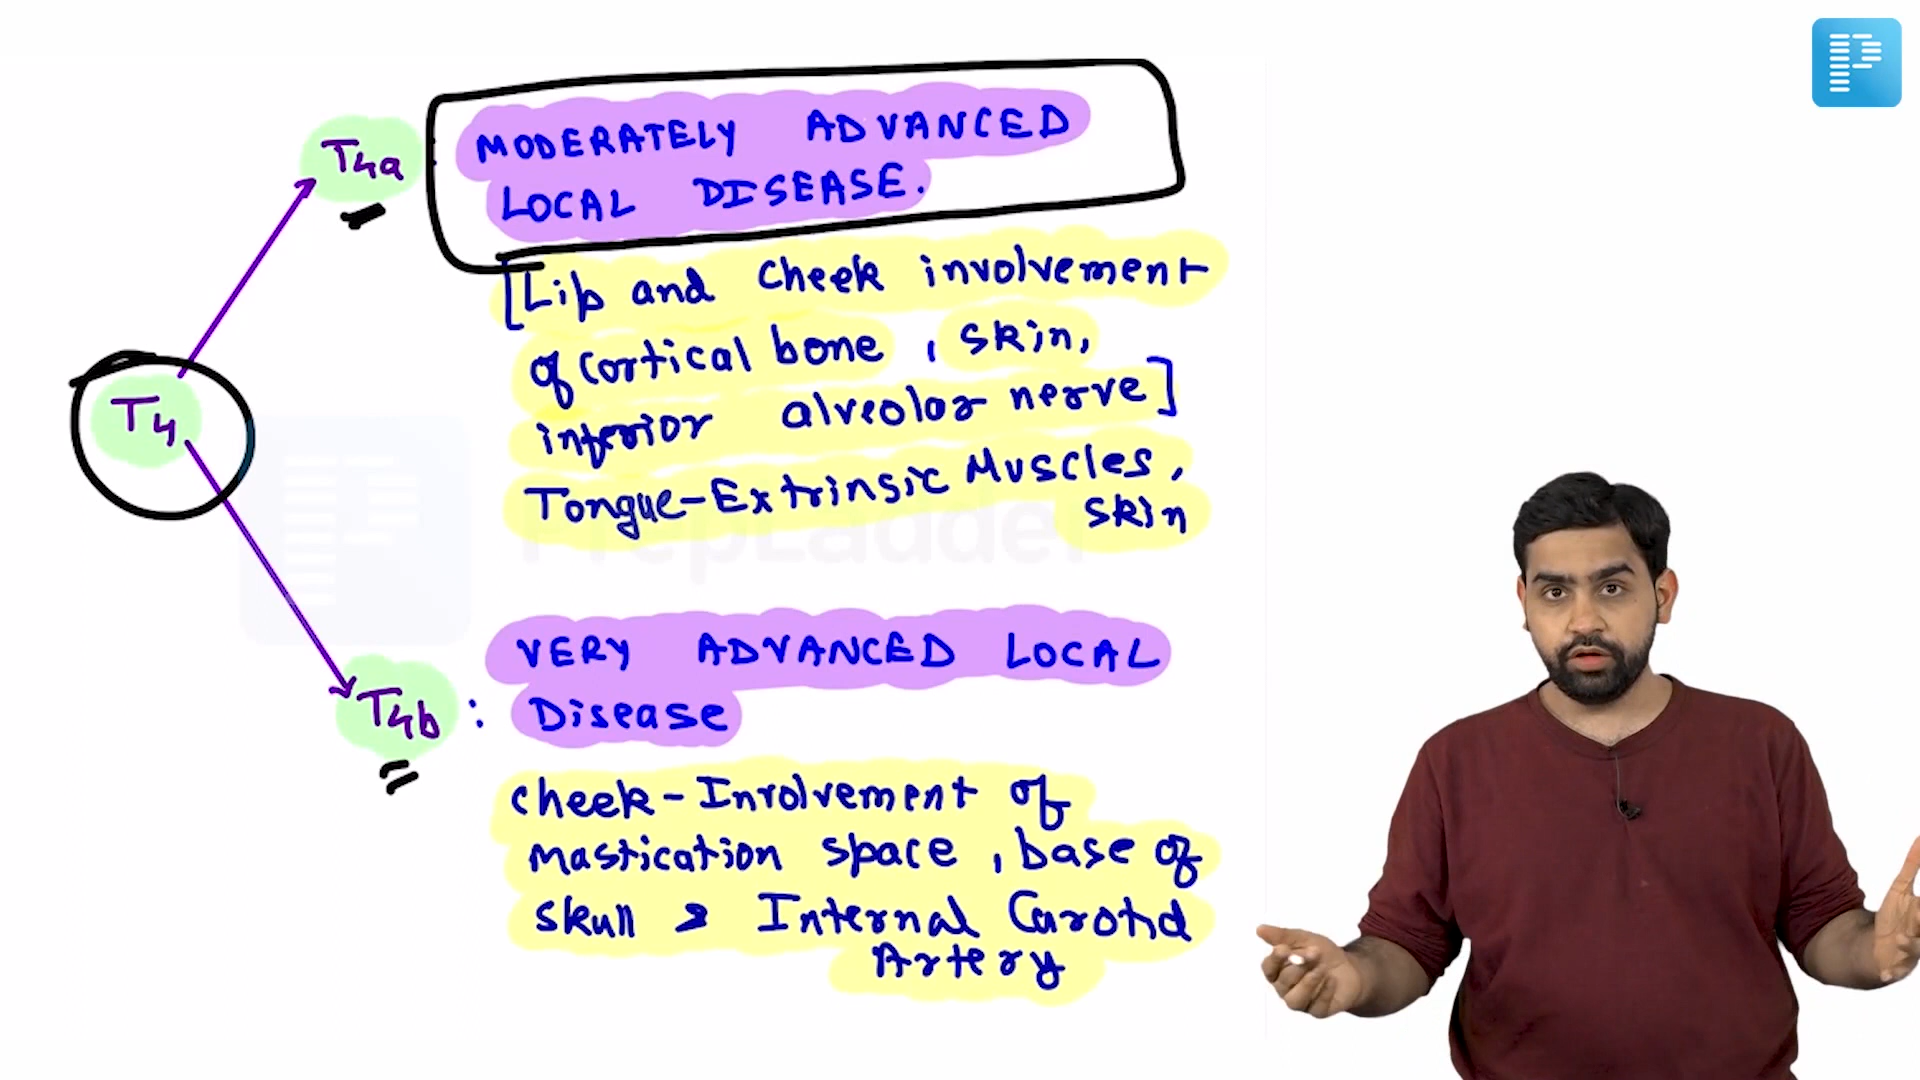 T4a
MODERATELY ADVANCED
LOCAL DISEASE.
[Lip and cheek involvement
of cortical bone, skin,
inferior alveolar nerve]
Tongue-Extrinsic Muscles,
skin
T4
PrepLadder
T4b : VERY ADVANCED LOCAL
Disease
cheek-Involvement of
mastication space, base of
skull & Internal Carotid
Artery